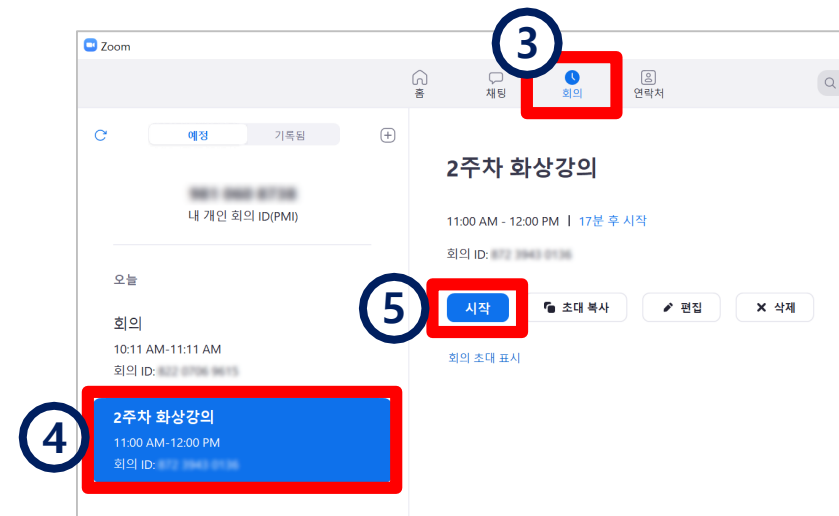 3
Zoom
홈
채팅
회의
연락처
예정
기록됨
내 개인 회의 ID(PMI)
오늘
회의
10:11 AM-11:11 AM
회의 ID:
4
2주차 화상강의
11:00 AM-12:00 PM
회의 ID:
2주차 화상강의
11:00 AM - 12:00 PM | 17분 후 시작
회의 ID:
5
시작
초대 복사
편집
삭제
회의 초대 표시